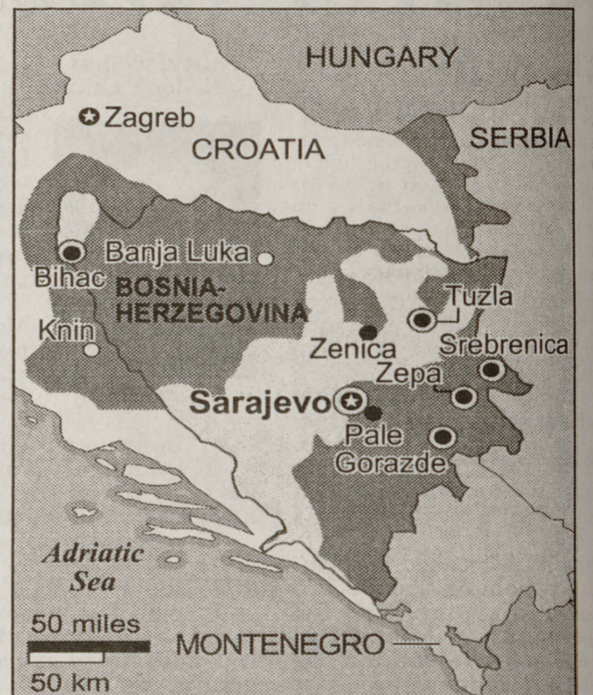 HUNGARY
SERBIA
Zagreb
CROATIA
Banja Luka
Bihac
BOSNIA-
HERZEGOVINA
Tuzla
Knin
Zenica
Srebrenica
Zepa
Sarajevo
Pale
Gorazde
Adriatic
Sea
50 miles
MONTENEGRO
50 km